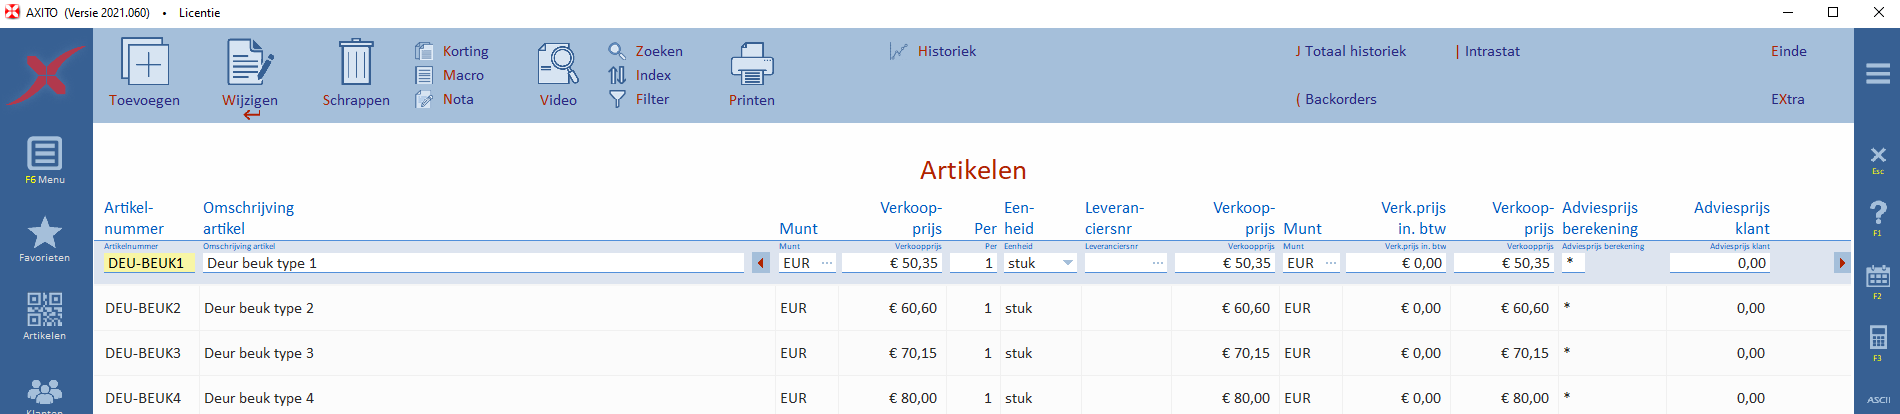 AXITO (Versie 2021.060) • Licentie
Toevoegen
Wijzigen
Schrappen
Korting
Macro
Nota
Video
Zoeken
Index
Filter
Printen
Historiek
J Totaal historiek
| Intrastat
( Backorders
Einde
EXtra
F6 Menu
Favorieten
Artikelen
Klanten
Esc
F1
F2
F3
ASCII
Artikelen
Artikel-nummer Omschrijving artikel Munt Verkoop-prijs Per Een-heid Leveran-ciersnr Verkoop-prijs Munt Verk.prijs in. btw Verkoop-prijs Adviesprijs berekening Adviesprijs klant
Artikelnummer Omschrijving artikel Munt Verkoopprijs Per Eenheid Leveranciersnr Verkoopprijs Munt Verk.prijs in. btw Verkoopprijs Adviesprijs berekening Adviesprijs klant
DEU-BEUK1 Deur beuk type 1 EUR ... € 50,35 1 stuk ... € 50,35 EUR ... € 0,00 € 50,35 * 0,00
DEU-BEUK2 Deur beuk type 2 EUR € 60,60 1 stuk € 60,60 EUR € 0,00 € 60,60 * 0,00
DEU-BEUK3 Deur beuk type 3 EUR € 70,15 1 stuk € 70,15 EUR € 0,00 € 70,15 * 0,00
DEU-BEUK4 Deur beuk type 4 EUR € 80,00 1 stuk € 80,00 EUR € 0,00 € 80,00 * 0,00